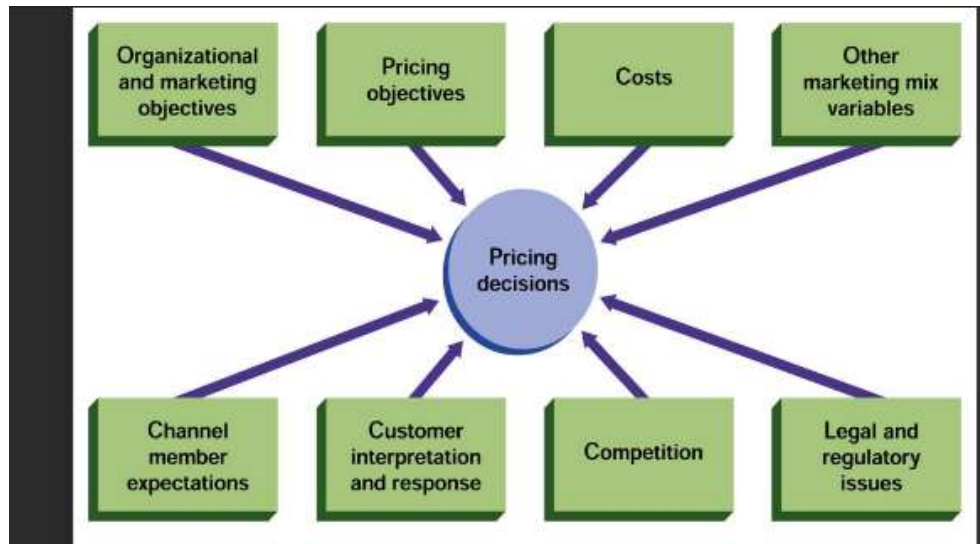 Organizational
and marketing
objectives
Pricing
objectives
Costs
Other
marketing mix
variables
Pricing
decisions
Channel
member
expectations
Customer
interpretation
and response
Competition
Legal and
regulatory
issues